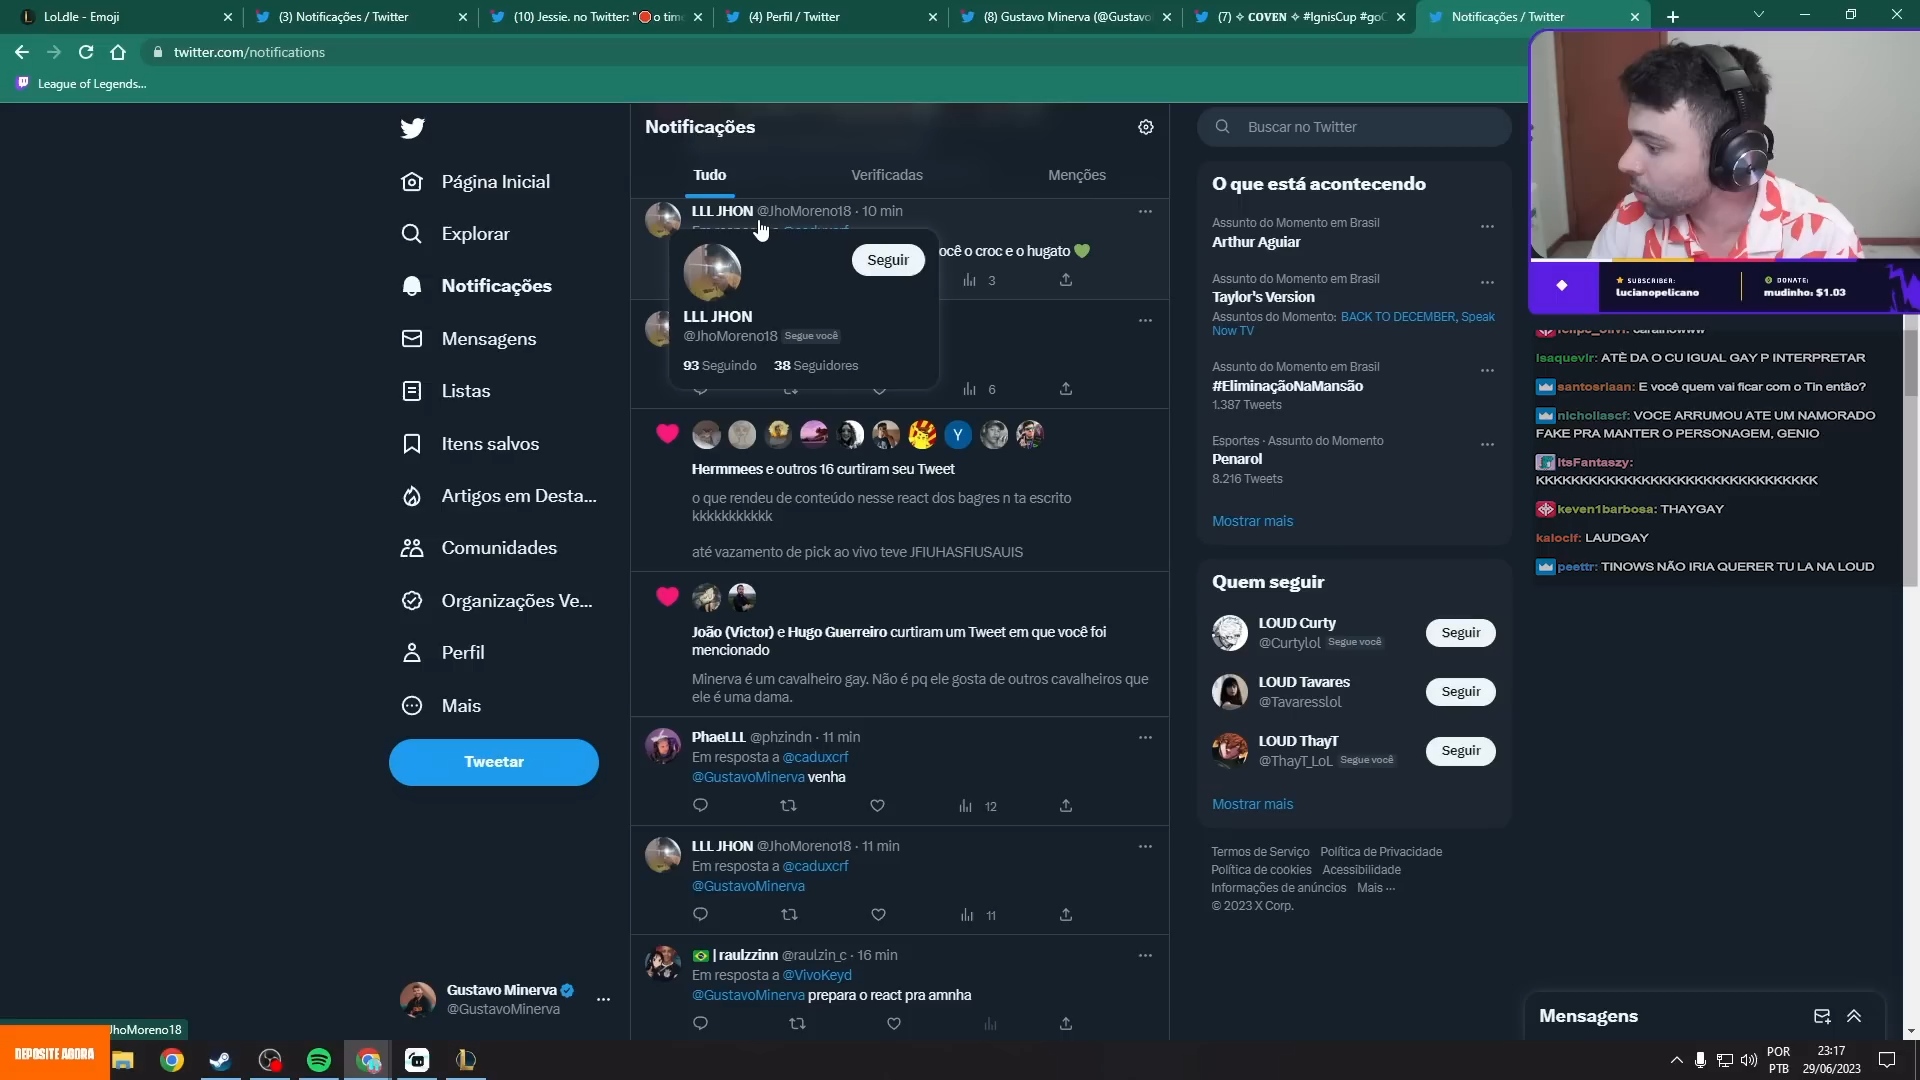 LoLdle - Emoji
(3) Notificações / Twitter
(10) Jessie. no Twitter: "🔴o time
(4) Perfil / Twitter
(8) Gustavo Minerva (@Gustavo
(7) ✧ COVEN ✧ #IgnisCup #goC
Notificações / Twitter
twitter.com/notifications
League of Legends...
Página Inicial
Explorar
Notificações
Mensagens
Listas
Itens salvos
Artigos em Desta...
Comunidades
Organizações Ve...
Perfil
Mais
Tweetar
Gustavo Minerva
@GustavoMinerva
JhoMoreno18
DEPOSITE AGORA
Notificações
Tudo
Verificadas
Menções
LLL JHON @JhoMoreno18 · 10 min
ocê o croc e o hugato 💚
3
Seguir
LLL JHON
@JhoMoreno18 Segue você
93 Seguindo 38 Seguidores
6
Y
Hermmees e outros 16 curtiram seu Tweet
o que rendeu de conteúdo nesse react dos bagres n ta escrito
kkkkkkkkkkk
até vazamento de pick ao vivo teve JFIUHASFIUSAUIS
João (Victor) e Hugo Guerreiro curtiram um Tweet em que você foi
mencionado
Minerva é um cavalheiro gay. Não é pq ele gosta de outros cavalheiros que
ele é uma dama.
PhaeLLL @phzindn · 11 min
Em resposta a @caduxcrf
@GustavoMinerva venha
12
LLL JHON @JhoMoreno18 · 11 min
Em resposta a @caduxcrf
@GustavoMinerva
11
🇧🇷 | raulzzinn @raulzin_c · 16 min
Em resposta a @VivoKeyd
@GustavoMinerva prepara o react pra amnha
Buscar no Twitter
O que está acontecendo
Assunto do Momento em Brasil
Arthur Aguiar
Assunto do Momento em Brasil
Taylor's Version
Assuntos do Momento: BACK TO DECEMBER, Speak
Now TV
Assunto do Momento em Brasil
#EliminaçãoNaMansão
1.387 Tweets
Esportes · Assunto do Momento
Penarol
8.216 Tweets
Mostrar mais
Quem seguir
LOUD Curty
@Curtylol Segue você
Seguir
LOUD Tavares
@Tavaresslol
Seguir
LOUD ThayT
@ThayT_LoL Segue você
Seguir
Mostrar mais
Termos de Serviço Política de Privacidade
Política de cookies Acessibilidade
Informações de anúncios Mais ···
© 2023 X Corp.
SUBSCRIBER:
lucianopelicano
DONATE:
mudinho: $1.03
Isaquevlr: ATÈ DA O CU IGUAL GAY P INTERPRETAR
santosrlaan: E você quem vai ficar com o Tin então?
nichollascf: VOCE ARRUMOU ATE UM NAMORADO
FAKE PRA MANTER O PERSONAGEM, GENIO
ItsFantaszy:
KKKKKKKKKKKKKKKKKKKKKKKKKKKKKKKK
keven1barbosa: THAYGAY
kaioclf: LAUDGAY
peettr: TINOWS NÃO IRIA QUERER TU LA NA LOUD
Mensagens
POR
PTB
23:17
29/06/2023